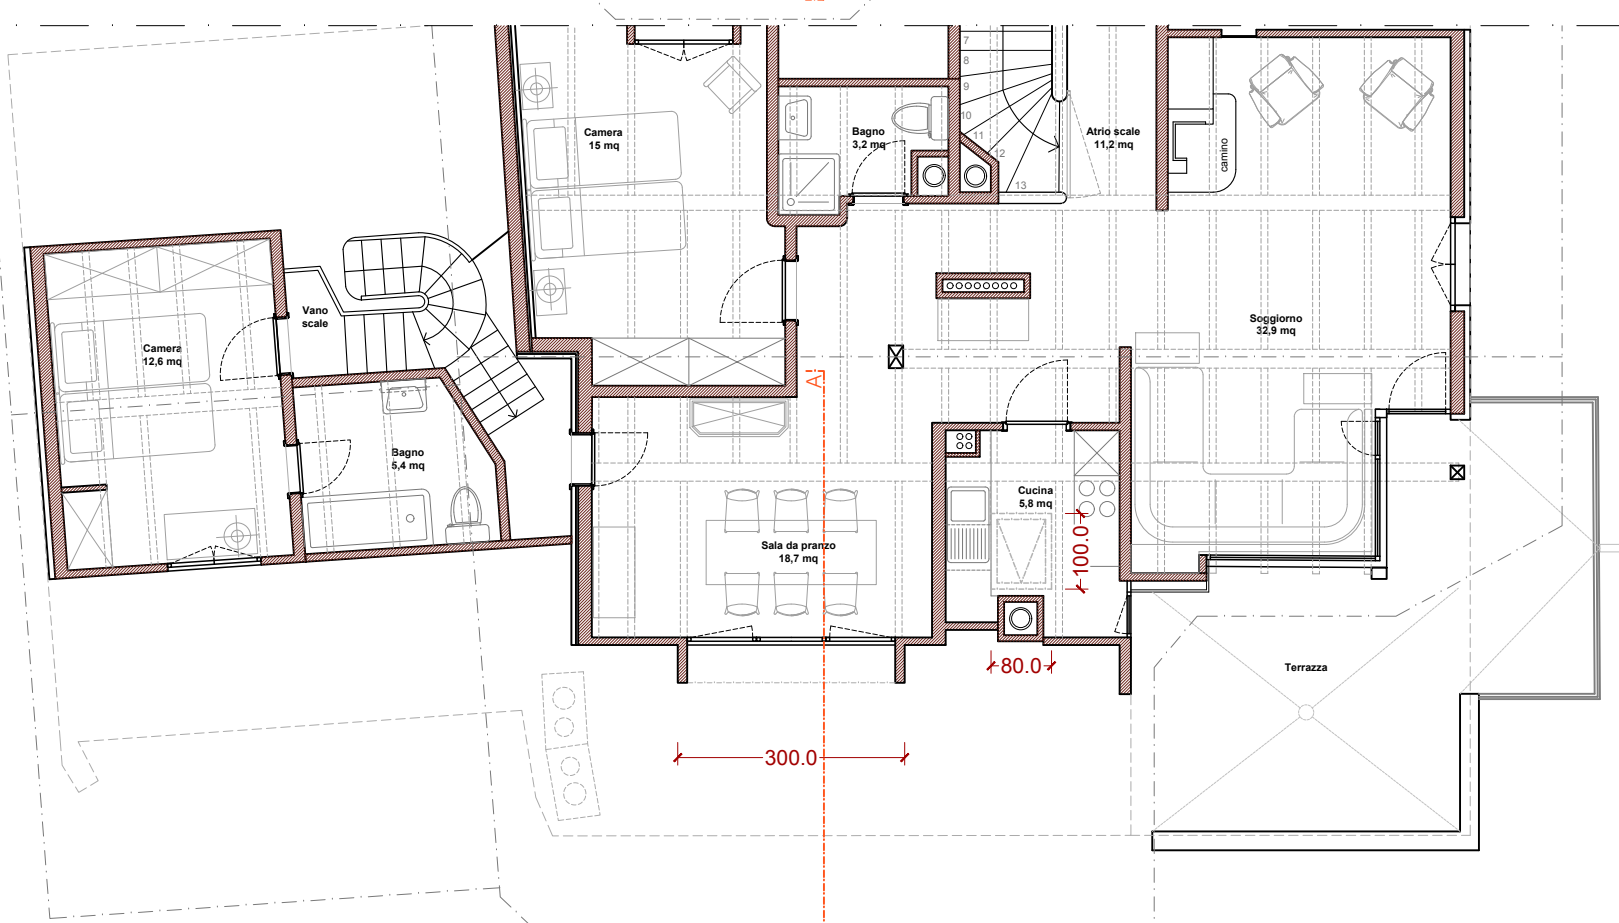 7
8
9
10
11
12
13
Camera
15 mq
Bagno
3,2 mq
Atrio scale
11,2 mq
camino
Vano
scale
Soggiorno
32,9 mq
Camera
12,6 mq
A
Bagno
5,4 mq
Cucina
5,8 mq
Sala da pranzo
18,7 mq
100.0
80.0
Terrazza
300.0